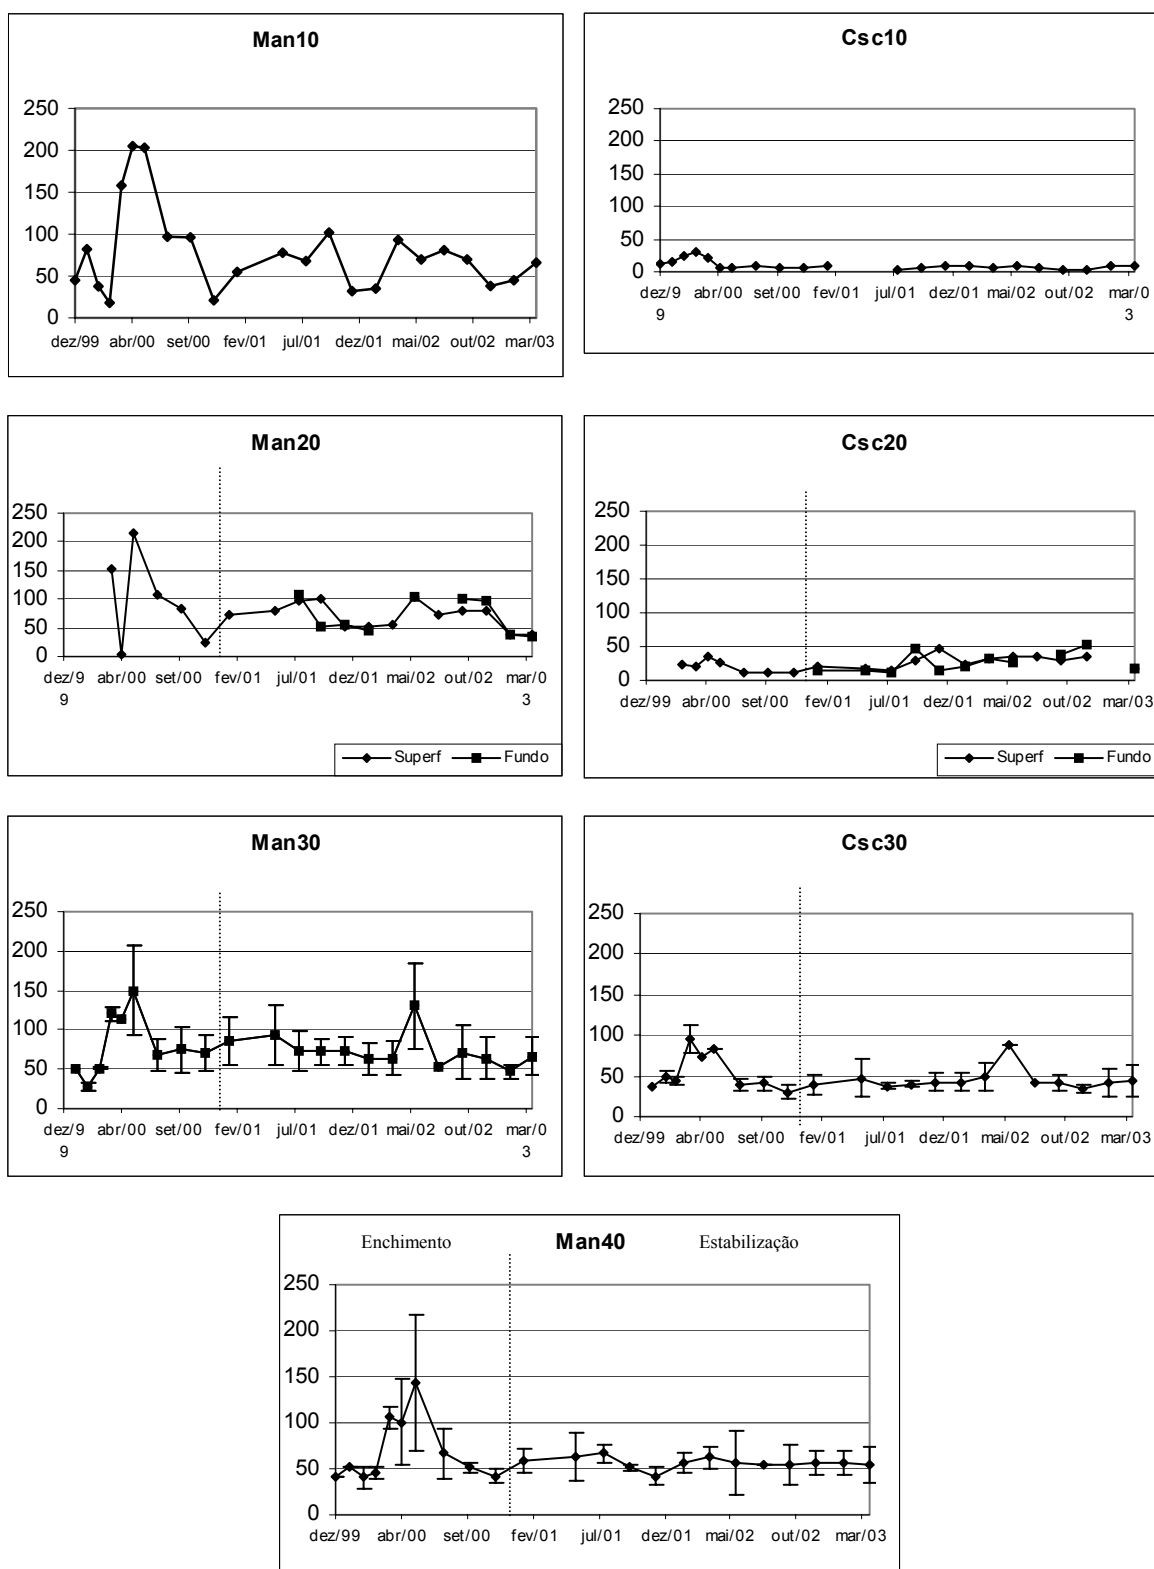 Man10
250
200
150
100
50
0
dez/99 abr/00 set/00 fev/01 jul/01 dez/01 mai/02 out/02 mar/03
Csc10
250
200
150
100
50
0
dez/9 abr/00 set/00 fev/01 jul/01 dez/01 mai/02 out/02 mar/0
9 3
Man20
250
200
150
100
50
0
dez/9 abr/00 set/00 fev/01 jul/01 dez/01 mai/02 out/02 mar/0
9 3
Superf Fundo
Csc20
250
200
150
100
50
0
dez/99 abr/00 set/00 fev/01 jul/01 dez/01 mai/02 out/02 mar/03
Superf Fundo
Man30
250
200
150
100
50
0
dez/9 abr/00 set/00 fev/01 jul/01 dez/01 mai/02 out/02 mar/0
9 3
Csc30
250
200
150
100
50
0
dez/99 abr/00 set/00 fev/01 jul/01 dez/01 mai/02 out/02 mar/03
Enchimento Man40 Estabilização
250
200
150
100
50
0
dez/99 abr/00 set/00 fev/01 jul/01 dez/01 mai/02 out/02 mar/03